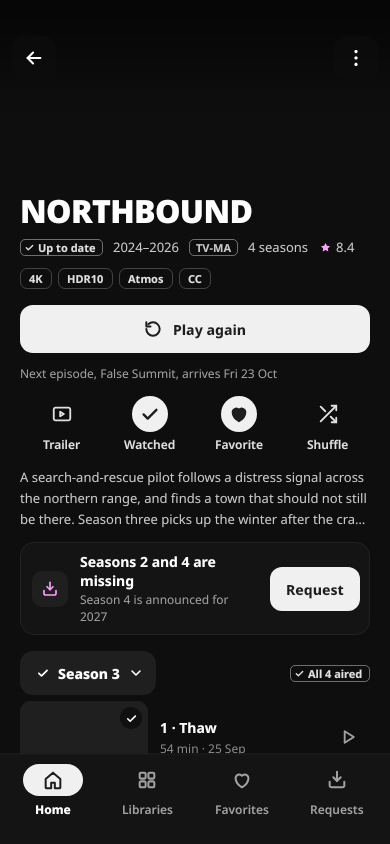 NORTHBOUND
Up to date 2024–2026 TV-MA 4 seasons 8.4
4K HDR10 Atmos CC
Play again
Next episode, False Summit, arrives Fri 23 Oct
Trailer Watched Favorite Shuffle
A search-and-rescue pilot follows a distress signal across
the northern range, and finds a town that should not still
be there. Season three picks up the winter after the cra…
Seasons 2 and 4 are
missing
Season 4 is announced for
2027
Request
Season 3
All 4 aired
1 · Thaw
54 min · 25 Sep
Home Libraries Favorites Requests